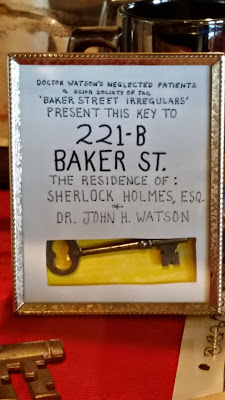 DOCTOR WATSON'S NEGLECTED PATIENTS
a SCION SOCIETY OF THE
'BAKER STREET IRREGULARS'
PRESENT THIS KEY TO
221-B
BAKER ST.
THE RESIDENCE OF:
SHERLOCK HOLMES, ESQ.
&
DR. JOHN H. WATSON